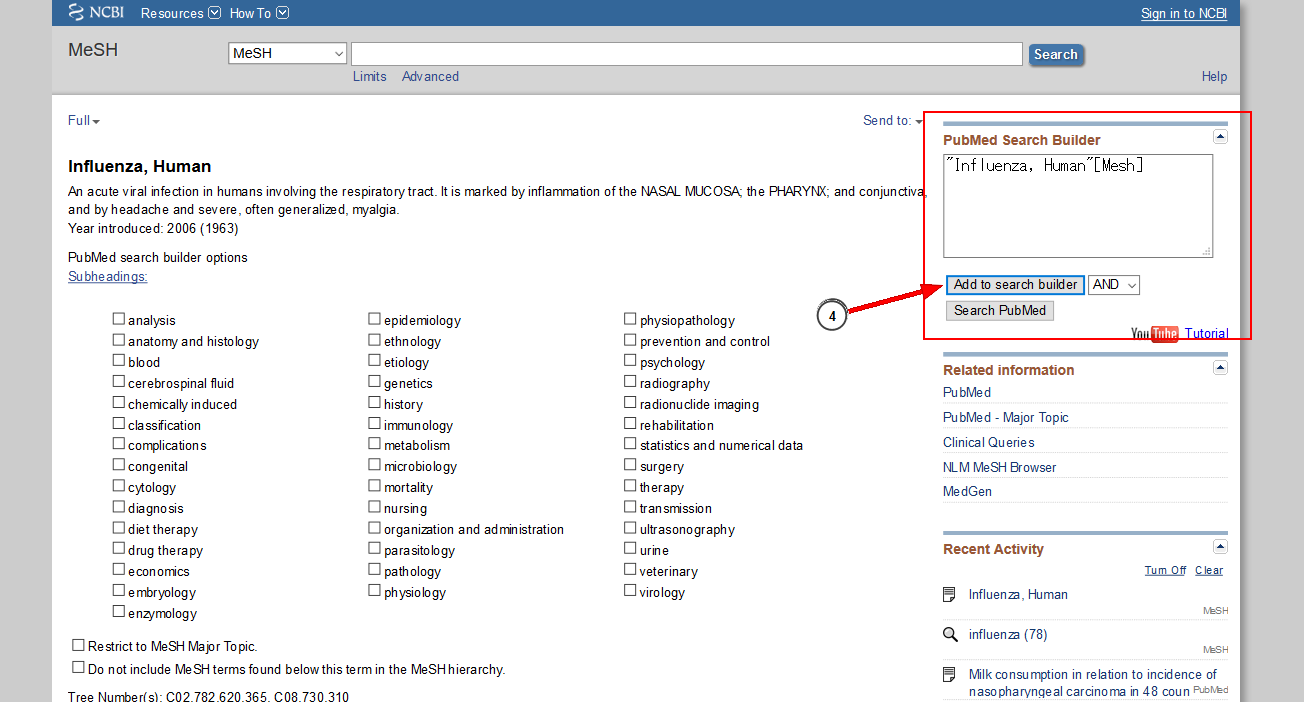 NCBI Resources How To Sign in to NCBI
MeSH MeSH Search
Limits Advanced Help
Full Send to:
Influenza, Human
An acute viral infection in humans involving the respiratory tract. It is marked by inflammation of the NASAL MUCOSA; the PHARYNX; and conjunctiva,
and by headache and severe, often generalized, myalgia.
Year introduced: 2006 (1963)
PubMed search builder options
Subheadings:
analysis
anatomy and histology
blood
cerebrospinal fluid
chemically induced
classification
complications
congenital
cytology
diagnosis
diet therapy
drug therapy
economics
embryology
enzymology
epidemiology
ethnology
etiology
genetics
history
immunology
metabolism
microbiology
mortality
nursing
organization and administration
parasitology
pathology
physiology
physiopathology
prevention and control
psychology
radiography
radionuclide imaging
rehabilitation
statistics and numerical data
surgery
therapy
transmission
ultrasonography
urine
veterinary
virology
Restrict to MeSH Major Topic.
Do not include MeSH terms found below this term in the MeSH hierarchy.
Tree Number(s): C02.782.620.365, C08.730.310
4
PubMed Search Builder
"Influenza, Human"[Mesh]
Add to search builder AND
Search PubMed
YouTube Tutorial
Related information
PubMed
PubMed - Major Topic
Clinical Queries
NLM MeSH Browser
MedGen
Recent Activity
Turn Off Clear
Influenza, Human
MeSH
influenza (78)
MeSH
Milk consumption in relation to incidence of
nasopharyngeal carcinoma in 48 coun PubMed